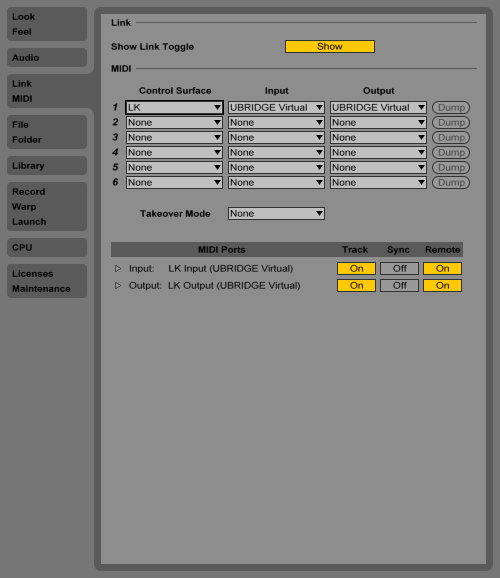 Look
Feel
Audio
Link
MIDI
File
Folder
Library
Record
Warp
Launch
CPU
Licenses
Maintenance
Link
Show Link Toggle Show
MIDI
Control Surface Input Output
1 LK UBRIDGE Virtual UBRIDGE Virtual Dump
2 None None None Dump
3 None None None Dump
4 None None None Dump
5 None None None Dump
6 None None None Dump
Takeover Mode None
MIDI Ports Track Sync Remote
Input: LK Input (UBRIDGE Virtual) On Off On
Output: LK Output (UBRIDGE Virtual) On Off On